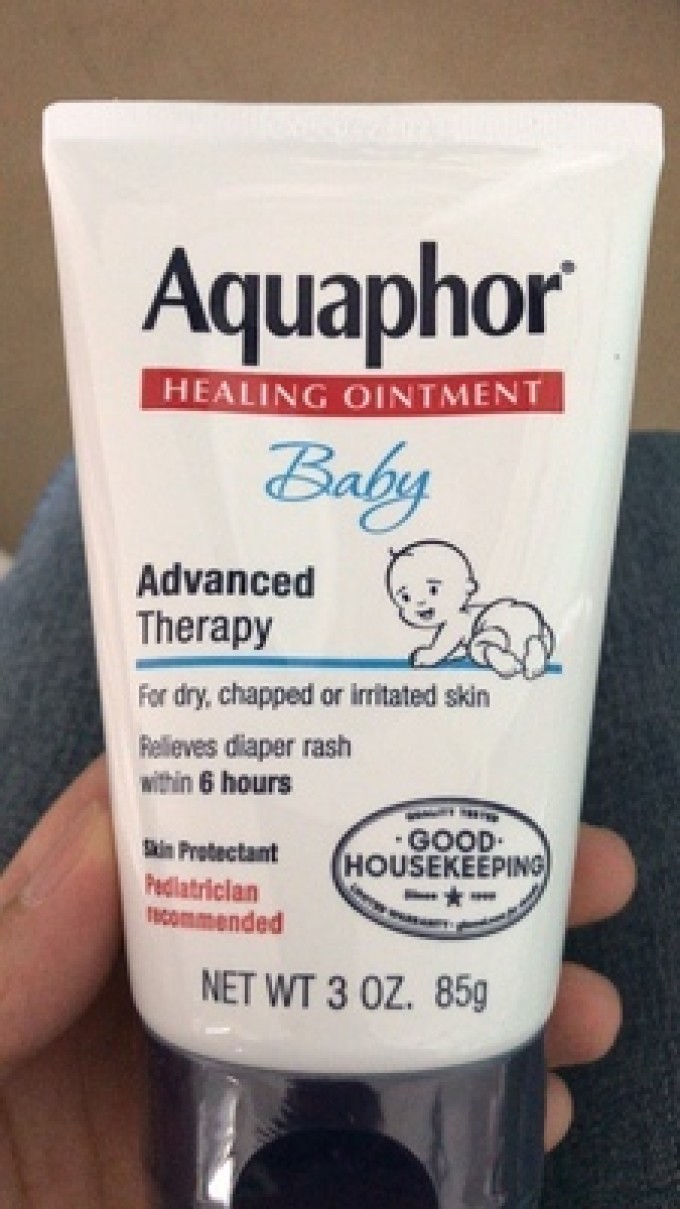 Aquaphor®
HEALING OINTMENT
Baby
Advanced
Therapy
For dry, chapped or irritated skin
Relieves diaper rash
within 6 hours
Skin Protectant
Pediatrician
recommended
·GOOD·
HOUSEKEEPING
Since
NET WT 3 OZ. 85g